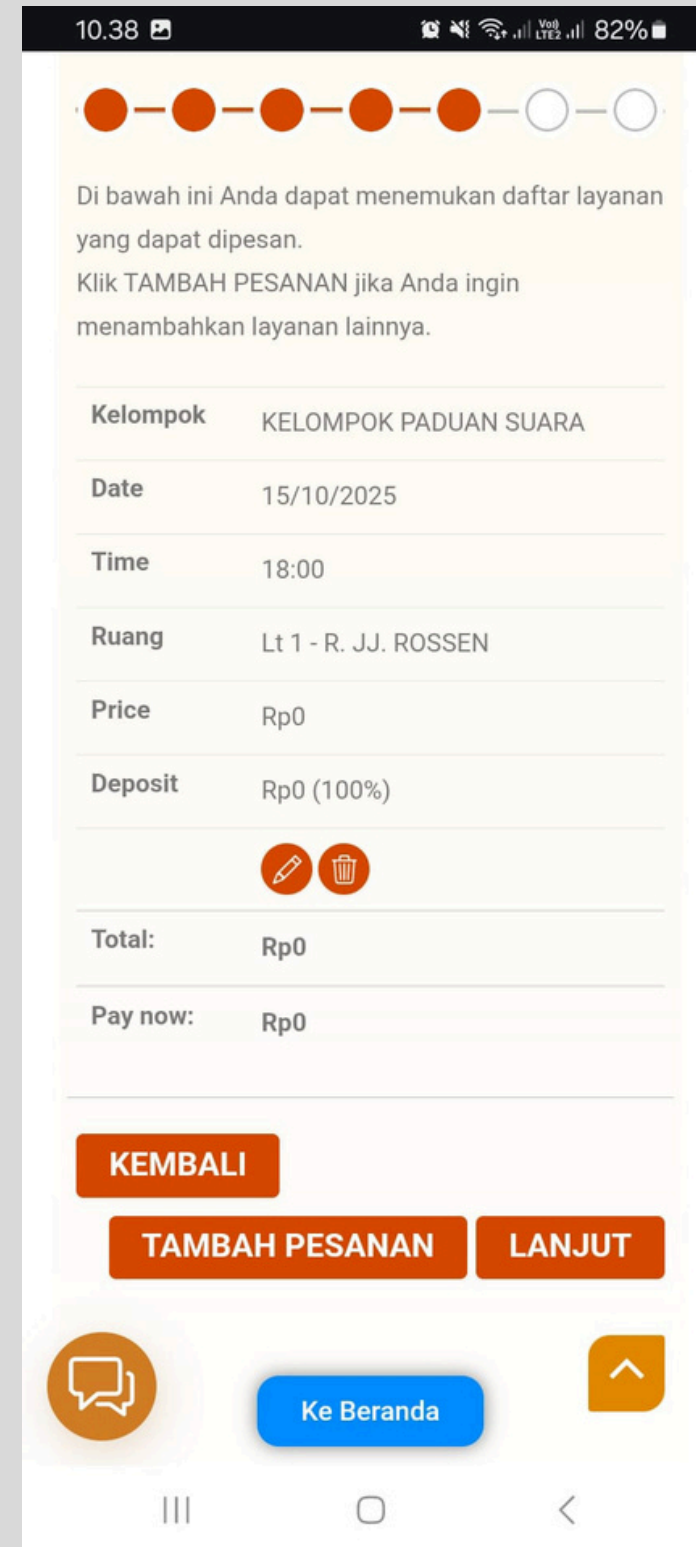 10.38
Vo))
LTE2
82%
Di bawah ini Anda dapat menemukan daftar layanan
yang dapat dipesan.
Klik TAMBAH PESANAN jika Anda ingin
menambahkan layanan lainnya.
Kelompok KELOMPOK PADUAN SUARA
Date 15/10/2025
Time 18:00
Ruang Lt 1 - R. JJ. ROSSEN
Price Rp0
Deposit Rp0 (100%)
Total: Rp0
Pay now: Rp0
KEMBALI
TAMBAH PESANAN LANJUT
Ke Beranda